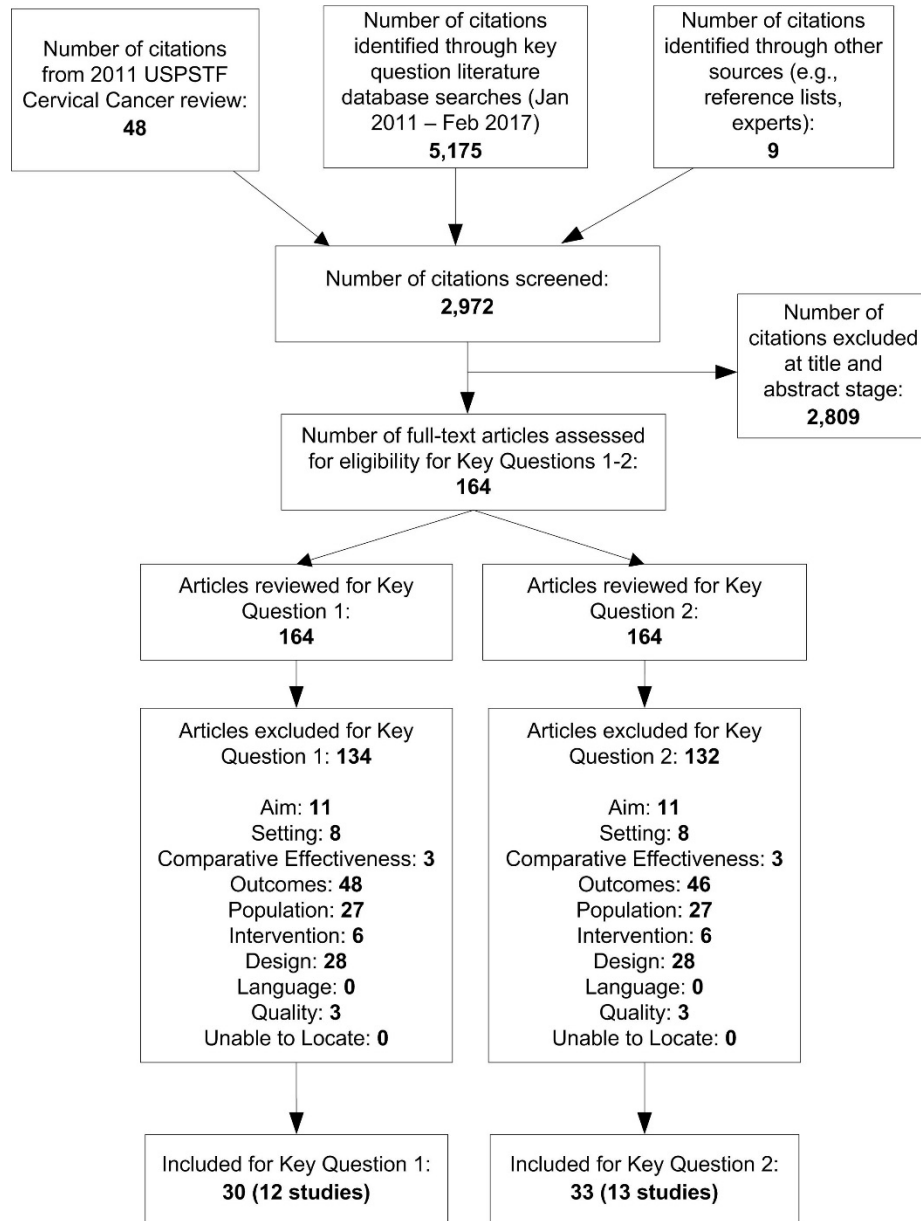 Number of citations
from 2011 USPSTF
Cervical Cancer review:
48
Number of citations
identified through key
question literature
database searches (Jan
2011 – Feb 2017)
5,175
Number of citations
identified through other
sources (e.g.,
reference lists,
experts):
9
Number of citations screened:
2,972
Number of
citations excluded
at title and
abstract stage:
2,809
Number of full-text articles assessed
for eligibility for Key Questions 1-2:
164
Articles reviewed for Key
Question 1:
164
Articles reviewed for Key
Question 2:
164
Articles excluded for Key
Question 1: 134
Aim: 11
Setting: 8
Comparative Effectiveness: 3
Outcomes: 48
Population: 27
Intervention: 6
Design: 28
Language: 0
Quality: 3
Unable to Locate: 0
Articles excluded for Key
Question 2: 132
Aim: 11
Setting: 8
Comparative Effectiveness: 3
Outcomes: 46
Population: 27
Intervention: 6
Design: 28
Language: 0
Quality: 3
Unable to Locate: 0
Included for Key Question 1:
30 (12 studies)
Included for Key Question 2:
33 (13 studies)